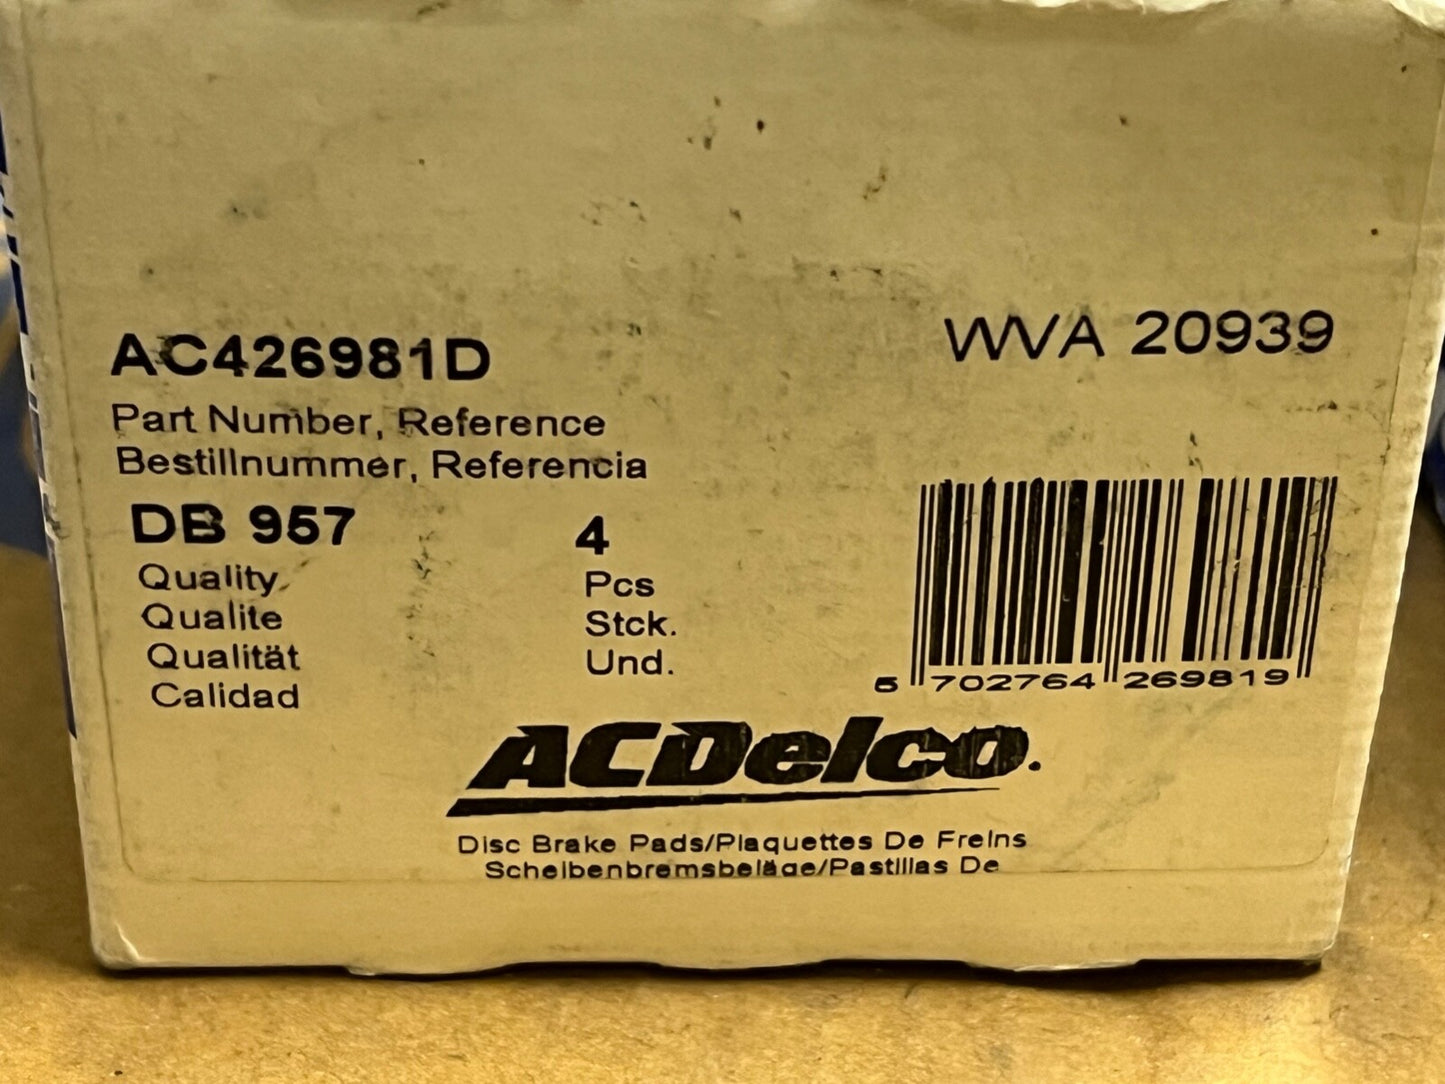 AC426981D
WVA 20939
Part Number, Reference
Bestillnummer, Referencia
DB 957
4
Quality
Qualite
Qualität
Calidad
Pcs
Stck.
Und.
5 702764 269819
ACDelco.
Disc Brake Pads/Plaquettes De Freins
Scheibenbremsbeläge/Pastillas De